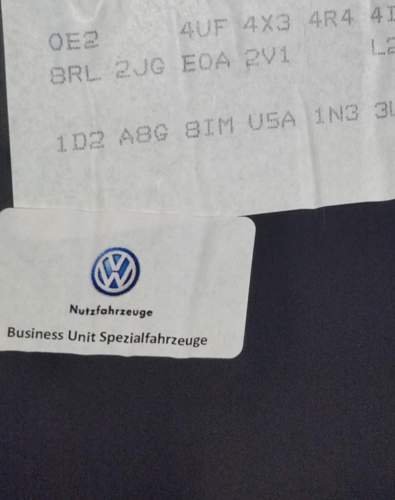 0E2 4UF 4X3 4R4
8RL 2JG E0A 2V1
1D2 A8G 8IM U5A 1N3
Nutzfahrzeuge
Business Unit Spezialfahrzeuge